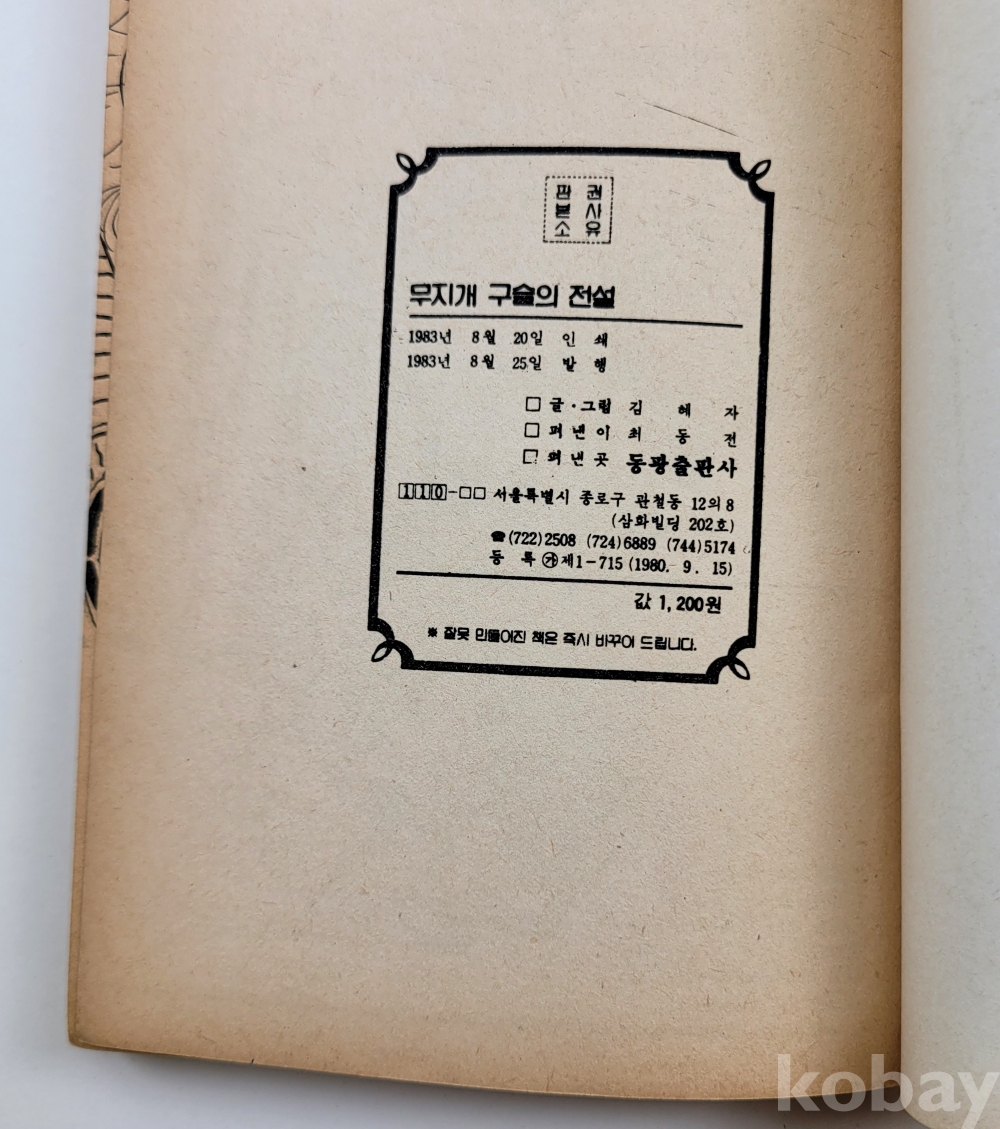 판권
본사
소유
무지개 구슬의 전설
1983년 8월 20일 인쇄
1983년 8월 25일 발행
□ 글·그림 김혜자
□ 펴낸이 최동전
□ 펴낸곳 동광출판사
110-□□ 서울특별시 종로구 관철동 12의 8
(삼화빌딩 202호)
☎(722)2508 (724)6889 (744)5174
등록 ㉮제1-715 (1980. 9. 15)
값 1,200원
※ 잘못 만들어진 책은 즉시 바꾸어 드립니다.
kobay